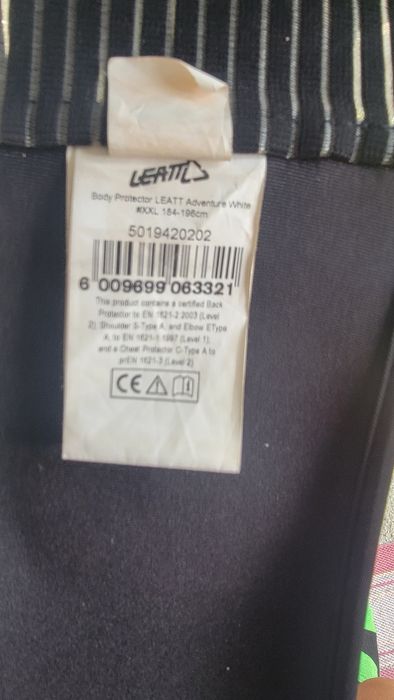 LEATT
Body Protector LEATT Adventure White
#XXL 184-196cm
5019420202
6 009699 063321
This product contains a certified Back
Protector to EN 1621-2 2003 (Level
2), Shoulder S-Type A, and Elbow EType
A, to EN 1621-1 1997 (Level 1),
and a Chest Protector C-Type A to
prEN 1621-3 (Level 2)
CE